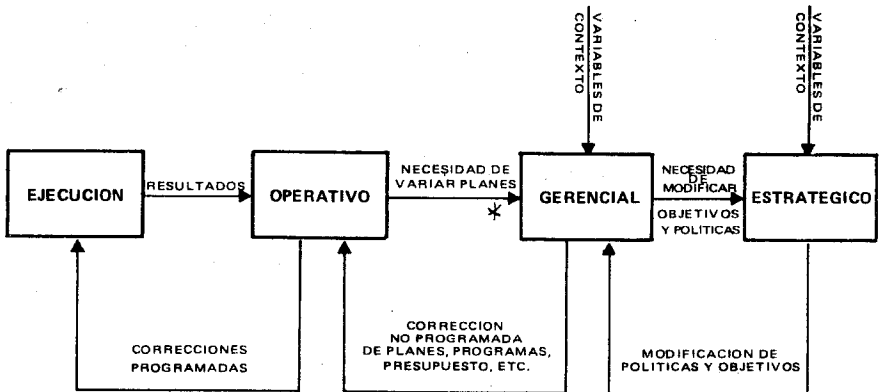 VARIABLES DE
CONTEXTO
VARIABLES DE
CONTEXTO
EJECUCION
RESULTADOS
OPERATIVO
NECESIDAD DE
VARIAR PLANES
*
GERENCIAL
NECESIDAD
DE
MODIFICAR
OBJETIVOS
Y POLITICAS
ESTRATEGICO
CORRECCIONES
PROGRAMADAS
CORRECCION
NO PROGRAMADA
DE PLANES, PROGRAMAS,
PRESUPUESTO, ETC.
MODIFICACION DE
POLITICAS Y OBJETIVOS